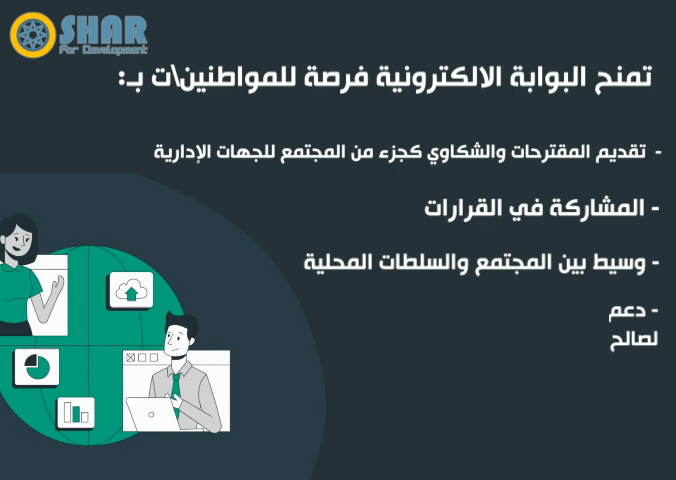 SHAR
For Development
تمنح البوابة الالكترونية فرصة للمواطنين\ت بـ:
- تقديم المقترحات والشكاوي كجزء من المجتمع للجهات الإدارية
- المشاركة في القرارات
- وسيط بين المجتمع والسلطات المحلية
- دعم
لصالح